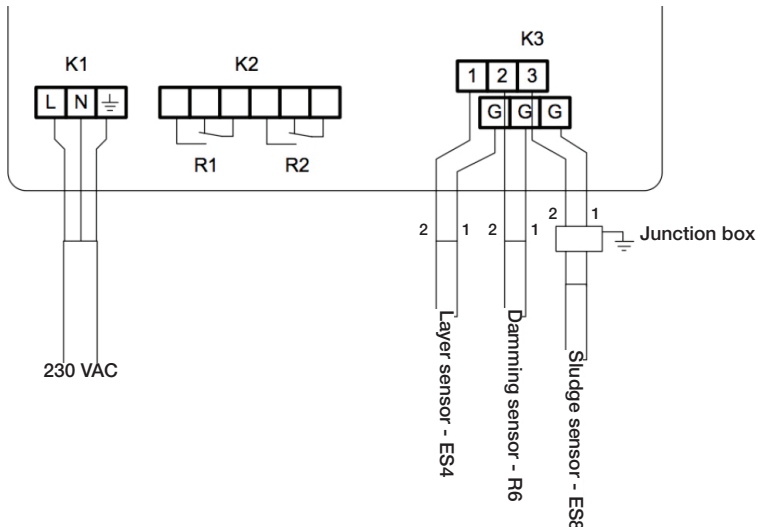 K1
K2
K3
1 2 3
L N
G G G
R1
R2
2 1
2 1
2 1
Junction box
230 VAC
Layer sensor - ES4
Damming sensor - R6
Sludge sensor - ES8